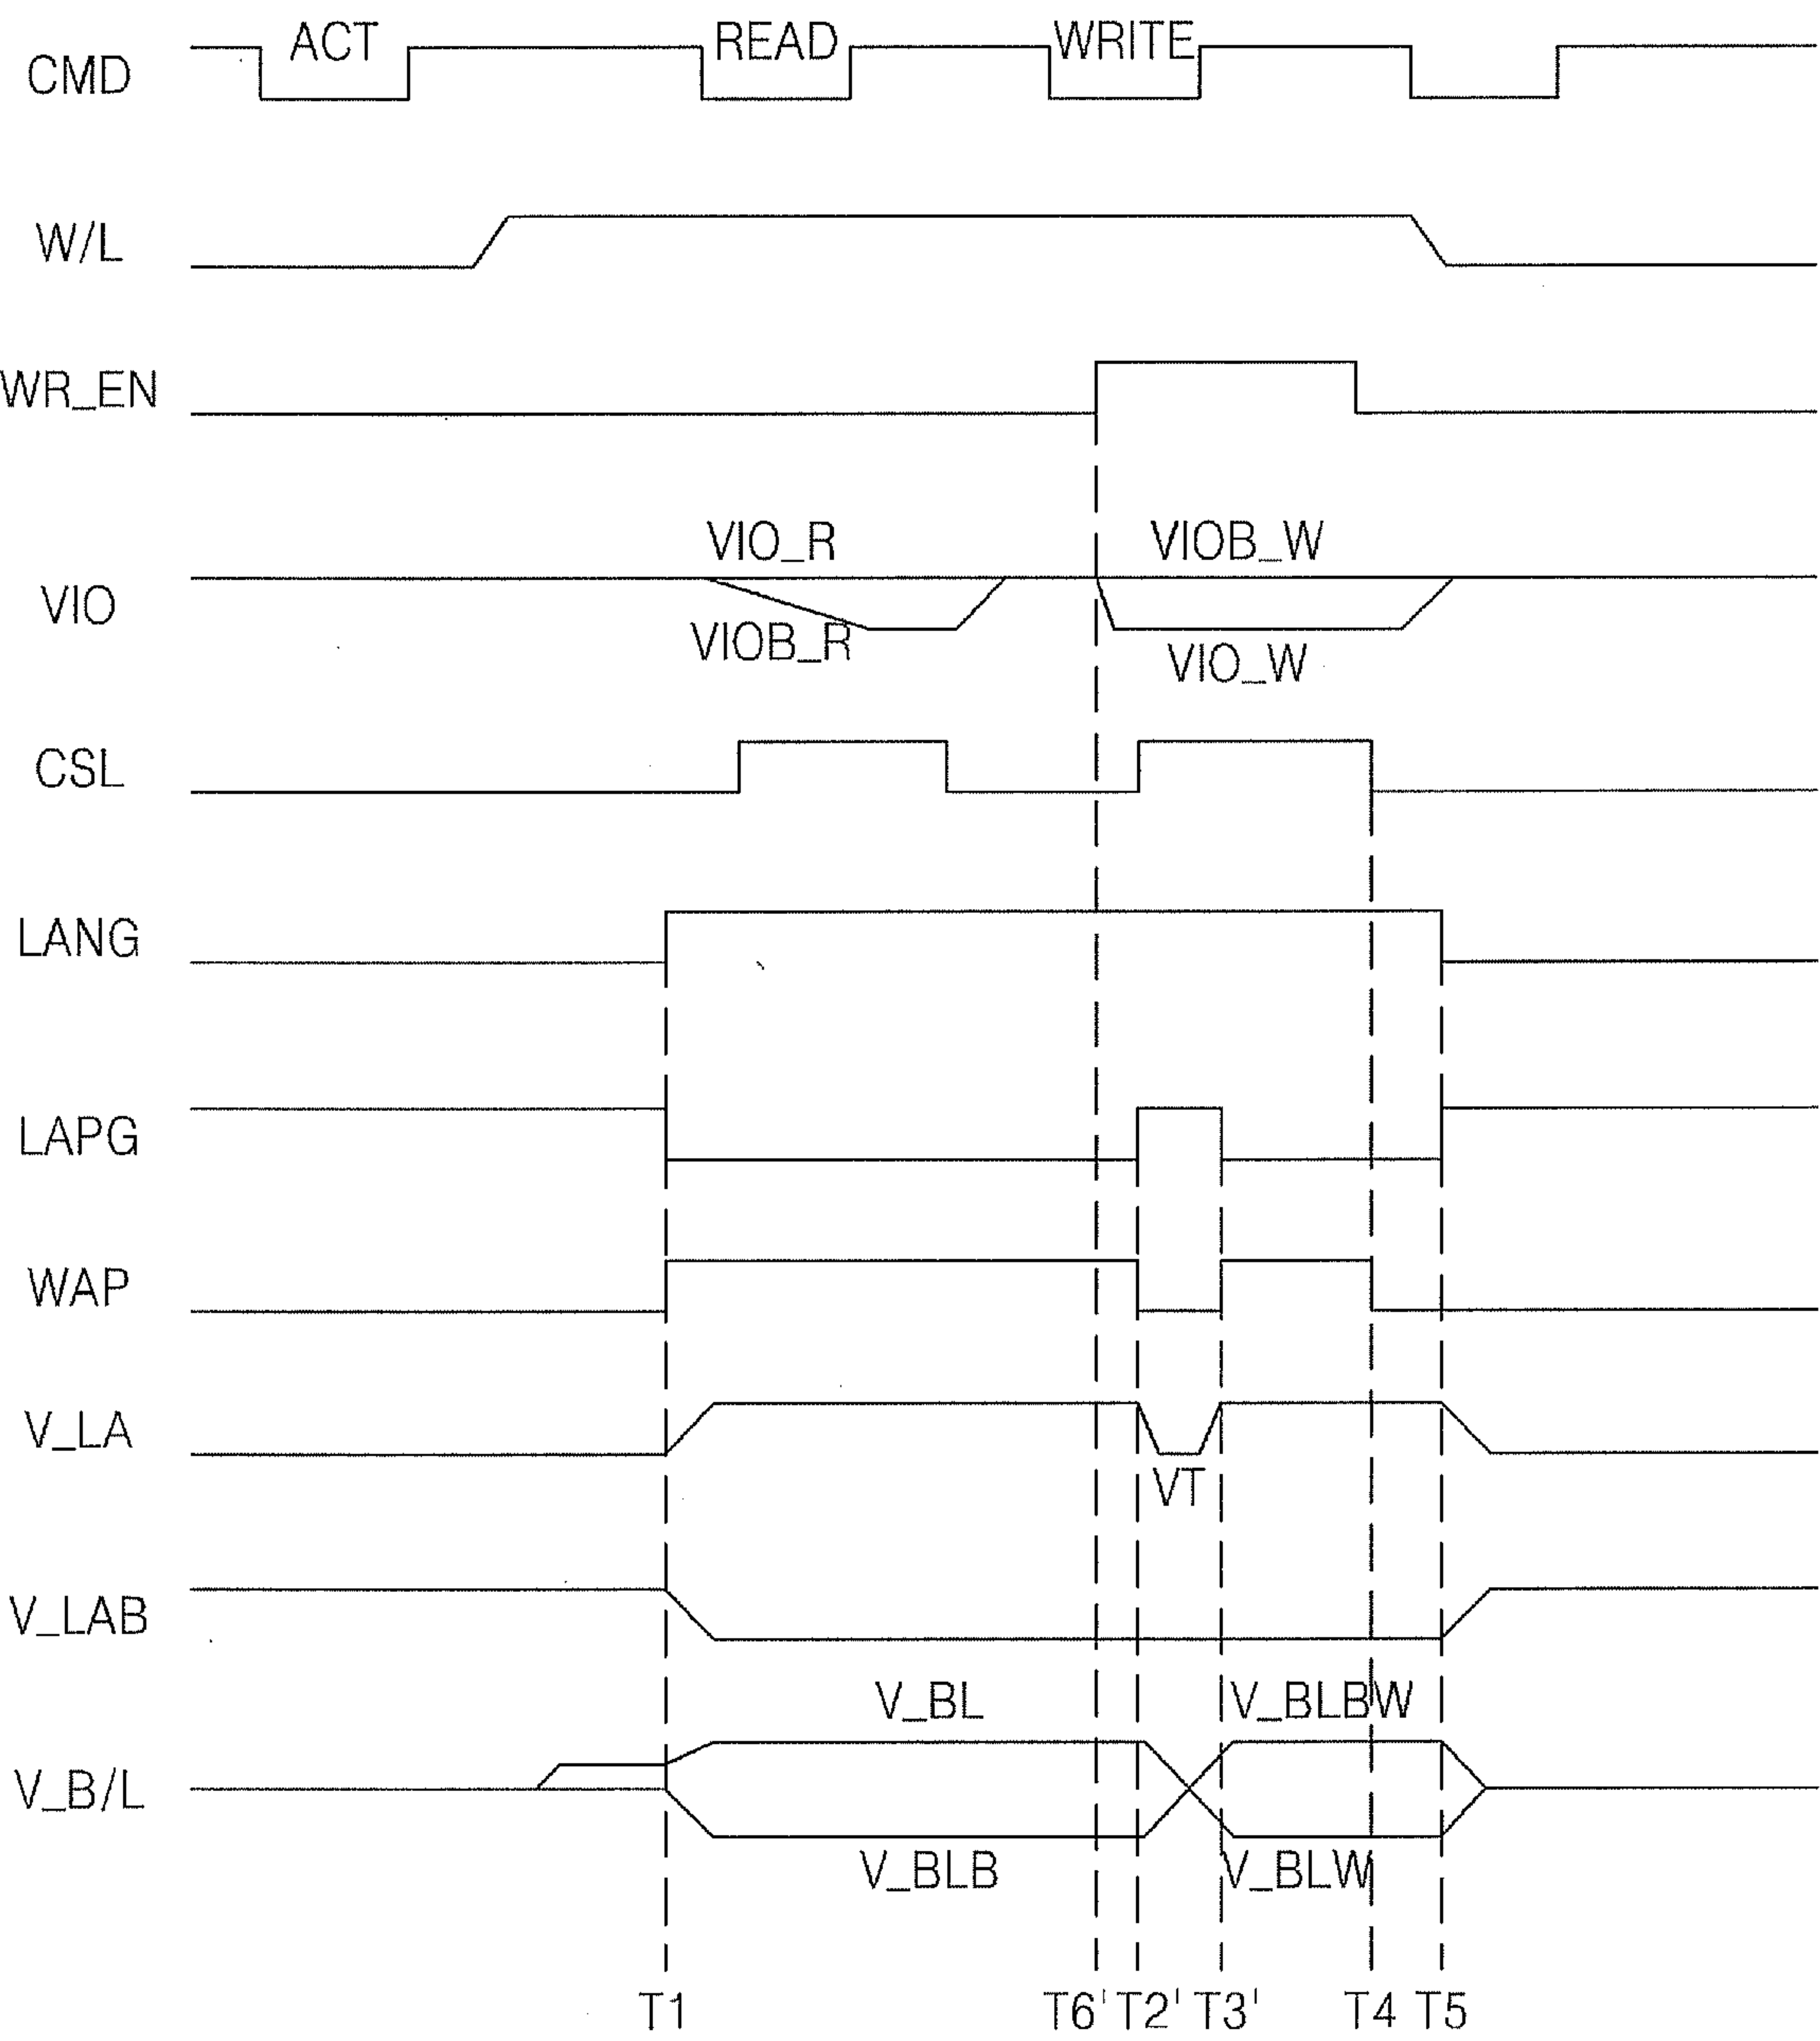 CMD ACT READ WRITE
W/L
WR_EN
VIO_R VIOB_W
VIO
VIOB_R VIO_W
CSL
LANG
LAPG
WAP
V_LA
VT
V_LAB
V_BL V_BLBW
V_B/L
V_BLB V_BLW
T1 T6' T2' T3' T4 T5